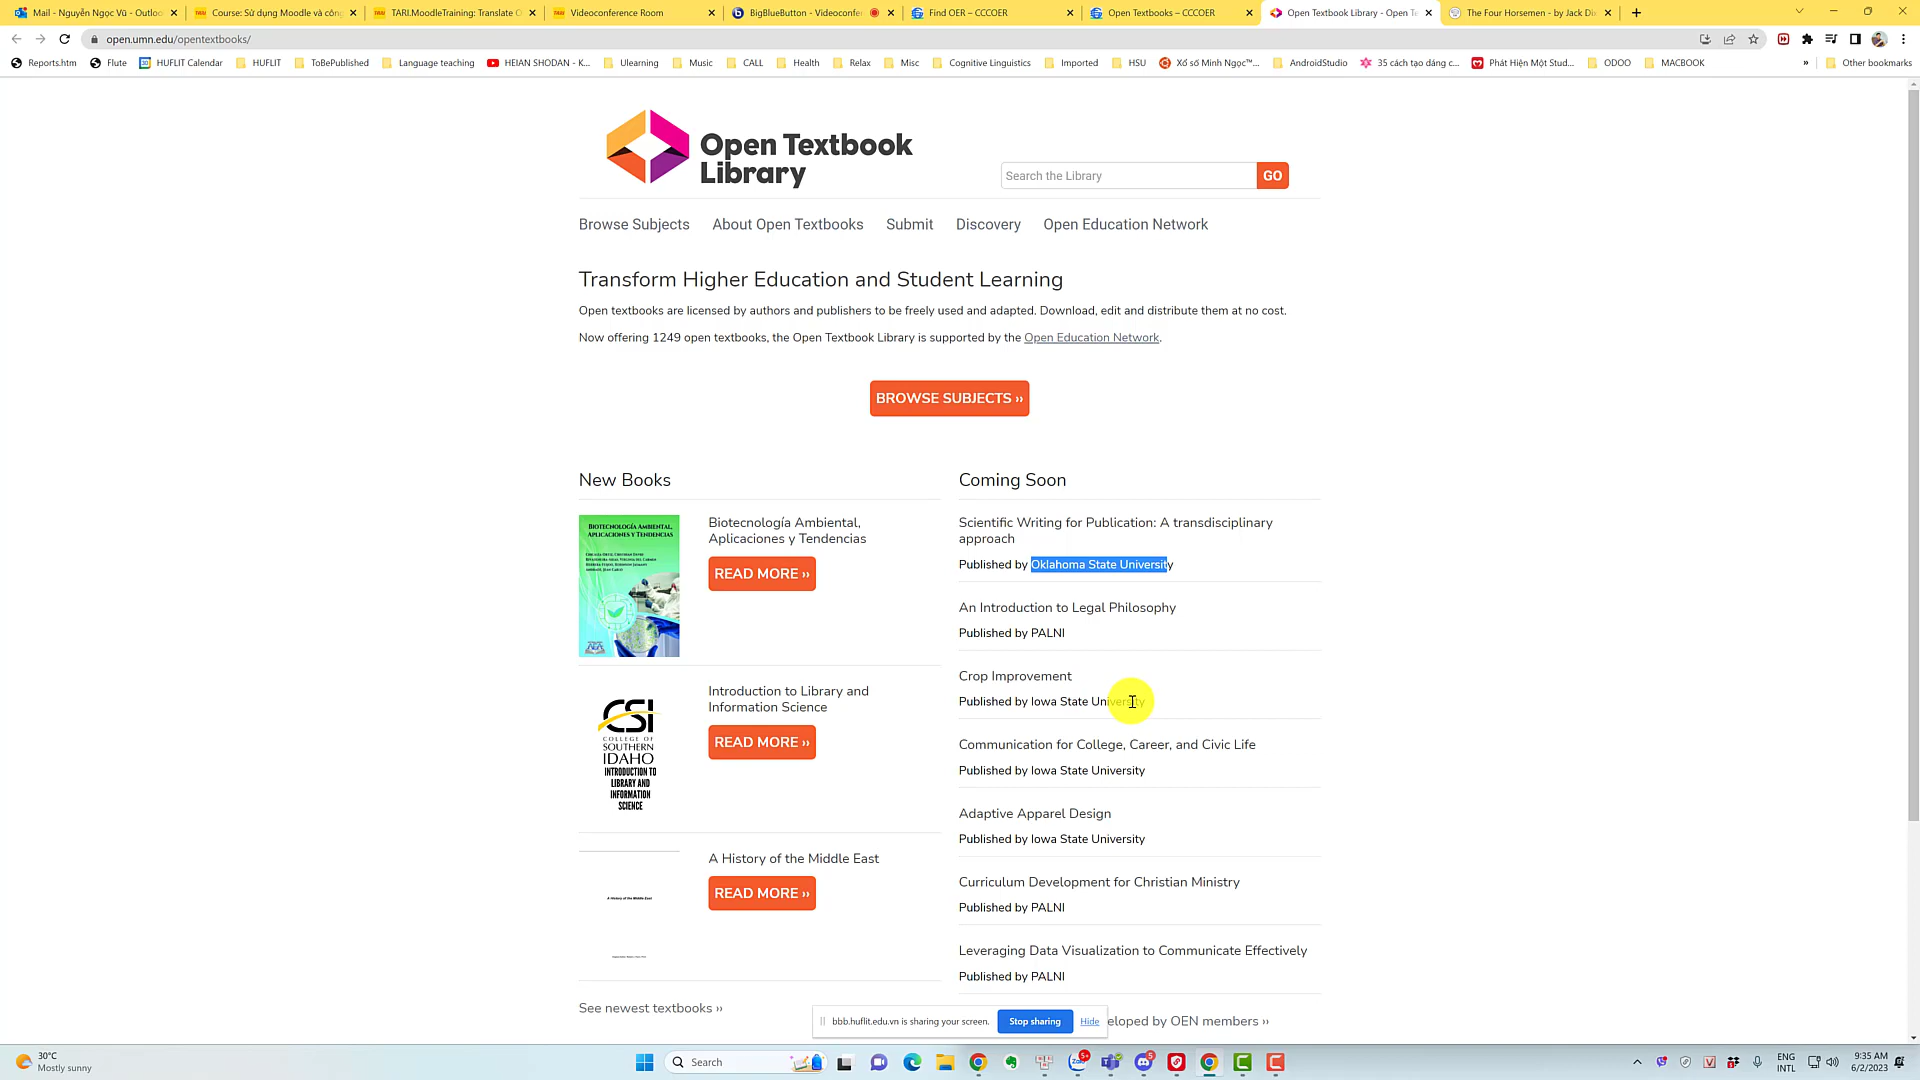 Mail - Nguyễn Ngọc Vũ - Outloo
Course: Sử dụng Moodle và côn
TARI.MoodleTraining: Translate
Videoconference Room
BigBlueButton - Videoconfe
Find OER – CCCOER
Open Textbooks – CCCOER
Open Textbook Library - Open T
The Four Horsemen - by Jack Di
open.umn.edu/opentextbooks/
Reports.htm
Flute
HUFLIT Calendar
HUFLIT
ToBePublished
Language teaching
HEIAN SHODAN - K...
Ulearning
Music
CALL
Health
Relax
Misc
Cognitive Linguistics
Imported
HSU
Xổ số Minh Ngọc™...
AndroidStudio
35 cách tạo dáng c...
Phát Hiện Một Stud...
ODOO
MACBOOK
»
Other bookmarks
Open Textbook
Library
Search the Library
GO
Browse Subjects
About Open Textbooks
Submit
Discovery
Open Education Network
Transform Higher Education and Student Learning
Open textbooks are licensed by authors and publishers to be freely used and adapted. Download, edit and distribute them at no cost.
Now offering 1249 open textbooks, the Open Textbook Library is supported by the Open Education Network.
BROWSE SUBJECTS ››
New Books
BIOTECNOLOGÍA AMBIENTAL,
APLICACIONES Y TENDENCIAS
Biotecnología Ambiental,
Aplicaciones y Tendencias
READ MORE ››
CSI
COLLEGE OF
SOUTHERN
IDAHO
INTRODUCTION TO
LIBRARY AND
INFORMATION
SCIENCE
Introduction to Library and
Information Science
READ MORE ››
A History of the Middle East
A History of the Middle East
READ MORE ››
See newest textbooks ››
Coming Soon
Scientific Writing for Publication: A transdisciplinary
approach
Published by Oklahoma State University
An Introduction to Legal Philosophy
Published by PALNI
Crop Improvement
Published by Iowa State University
Communication for College, Career, and Civic Life
Published by Iowa State University
Adaptive Apparel Design
Published by Iowa State University
Curriculum Development for Christian Ministry
Published by PALNI
Leveraging Data Visualization to Communicate Effectively
Published by PALNI
eloped by OEN members ››
bbb.huflit.edu.vn is sharing your screen.
Stop sharing
Hide
30°C
Mostly sunny
Search
5+
5
ENG
INTL
9:35 AM
6/2/2023